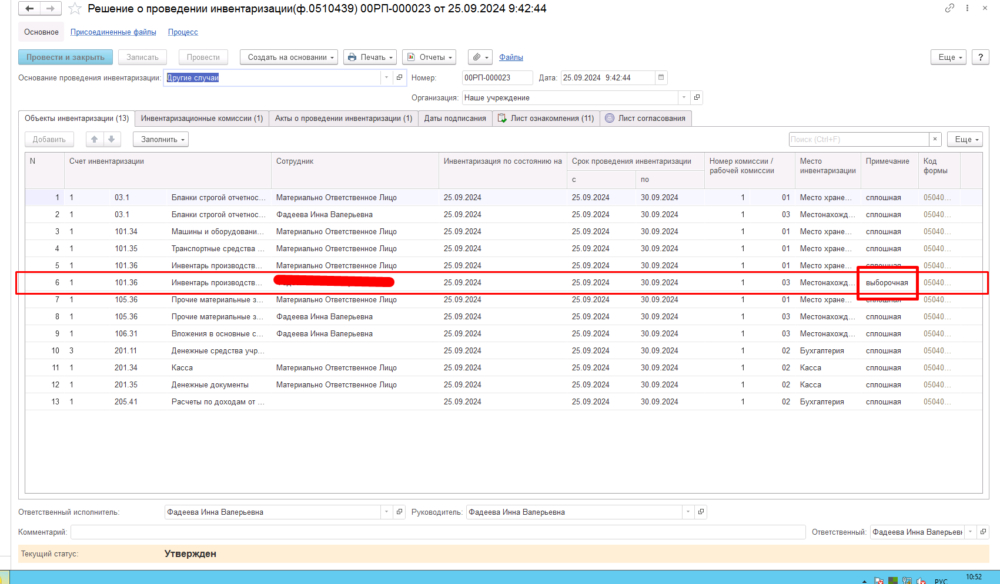 Решение о проведении инвентаризации(ф.0510439) 00РП-000023 от 25.09.2024 9:42:44
Основное Присоединенные файлы Процесс
Провести и закрыть Записать Провести Создать на основании Печать Отчеты Файлы Еще ?
Основание проведения инвентаризации: Другие случаи Номер: 00РП-000023 Дата: 25.09.2024 9:42:44
Организация: Наше учреждение
Объекты инвентаризации (13) Инвентаризационные комиссии (1) Акты о проведении инвентаризации (1) Даты подписания Лист ознакомления (11) Лист согласования
Добавить Заполнить Поиск (Ctrl+F) × Еще
N Счет инвентаризации Сотрудник Инвентаризация по состоянию на Срок проведения инвентаризации Номер комиссии / Место Примечание Код
рабочей комиссии инвентаризации формы
с по
1 1 03.1 Бланки строгой отчетнос... Материально Ответственное Лицо 25.09.2024 25.09.2024 30.09.2024 1 01 Место хране... сплошная 05040...
2 1 03.1 Бланки строгой отчетнос... Фадеева Инна Валерьевна 25.09.2024 25.09.2024 30.09.2024 1 03 Местонахожд... сплошная 05040...
3 1 101.34 Машины и оборудовани... Материально Ответственное Лицо 25.09.2024 25.09.2024 30.09.2024 1 01 Место хране... сплошная 05040...
4 1 101.35 Транспортные средства ... Материально Ответственное Лицо 25.09.2024 25.09.2024 30.09.2024 1 01 Место хране... сплошная 05040...
5 1 101.36 Инвентарь производств... Материально Ответственное Лицо 25.09.2024 25.09.2024 30.09.2024 1 01 Место хране... сплошная 05040...
6 1 101.36 Инвентарь производств... 25.09.2024 25.09.2024 30.09.2024 1 03 Местонахожд... выборочная 05040...
7 1 105.36 Прочие материальные з... Материально Ответственное Лицо 25.09.2024 25.09.2024 30.09.2024 1 01 Место хране... сплошная 05040...
8 1 105.36 Прочие материальные з... Фадеева Инна Валерьевна 25.09.2024 25.09.2024 30.09.2024 1 03 Местонахожд... сплошная 05040...
9 1 106.31 Вложения в основные с... Фадеева Инна Валерьевна 25.09.2024 25.09.2024 30.09.2024 1 03 Местонахожд... сплошная 05040...
10 3 201.11 Денежные средства учр... 25.09.2024 25.09.2024 30.09.2024 1 02 Бухгалтерия сплошная 05040...
11 1 201.34 Касса Материально Ответственное Лицо 25.09.2024 25.09.2024 30.09.2024 1 02 Касса сплошная 05040...
12 1 201.35 Денежные документы Материально Ответственное Лицо 25.09.2024 25.09.2024 30.09.2024 1 02 Касса сплошная 05040...
13 1 205.41 Расчеты по доходам от ... 25.09.2024 25.09.2024 30.09.2024 1 02 Бухгалтерия сплошная 05040...
Ответственный исполнитель: Фадеева Инна Валерьевна Руководитель: Фадеева Инна Валерьевна
Комментарий: Ответственный: Фадеева Инна Валерьевн
Текущий статус: Утвержден
РУС 10:52